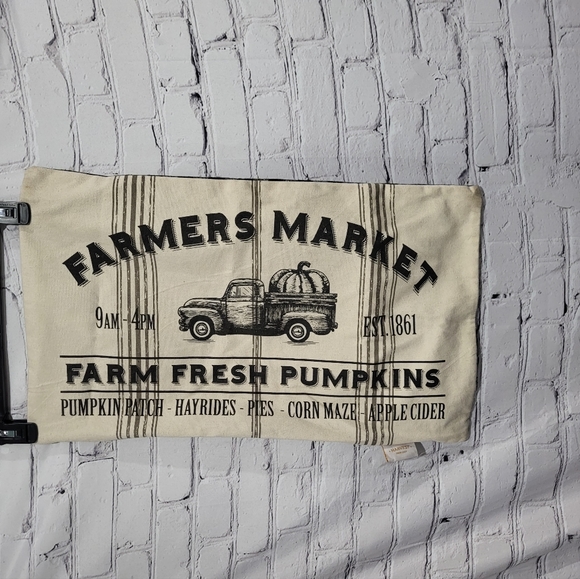 FARMERS MARKET
9AM - 4PM EST. 1861
FARM FRESH PUMPKINS
PUMPKIN PATCH - HAYRIDES - PIES - CORN MAZE - APPLE CIDER